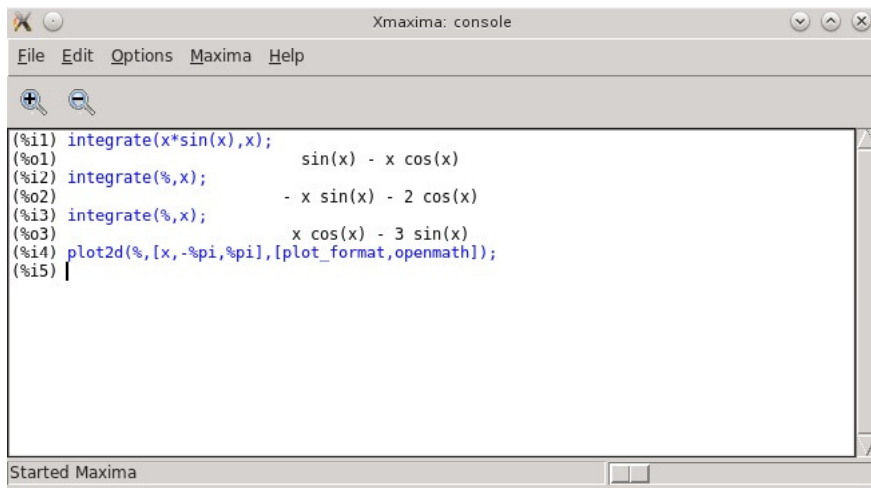 Xmaxima: console
File Edit Options Maxima Help
(%i1) integrate(x*sin(x),x);
(%o1) sin(x) - x cos(x)
(%i2) integrate(%,x);
(%o2) - x sin(x) - 2 cos(x)
(%i3) integrate(%,x);
(%o3) x cos(x) - 3 sin(x)
(%i4) plot2d(%,[x,-%pi,%pi],[plot_format,openmath]);
(%i5)
Started Maxima